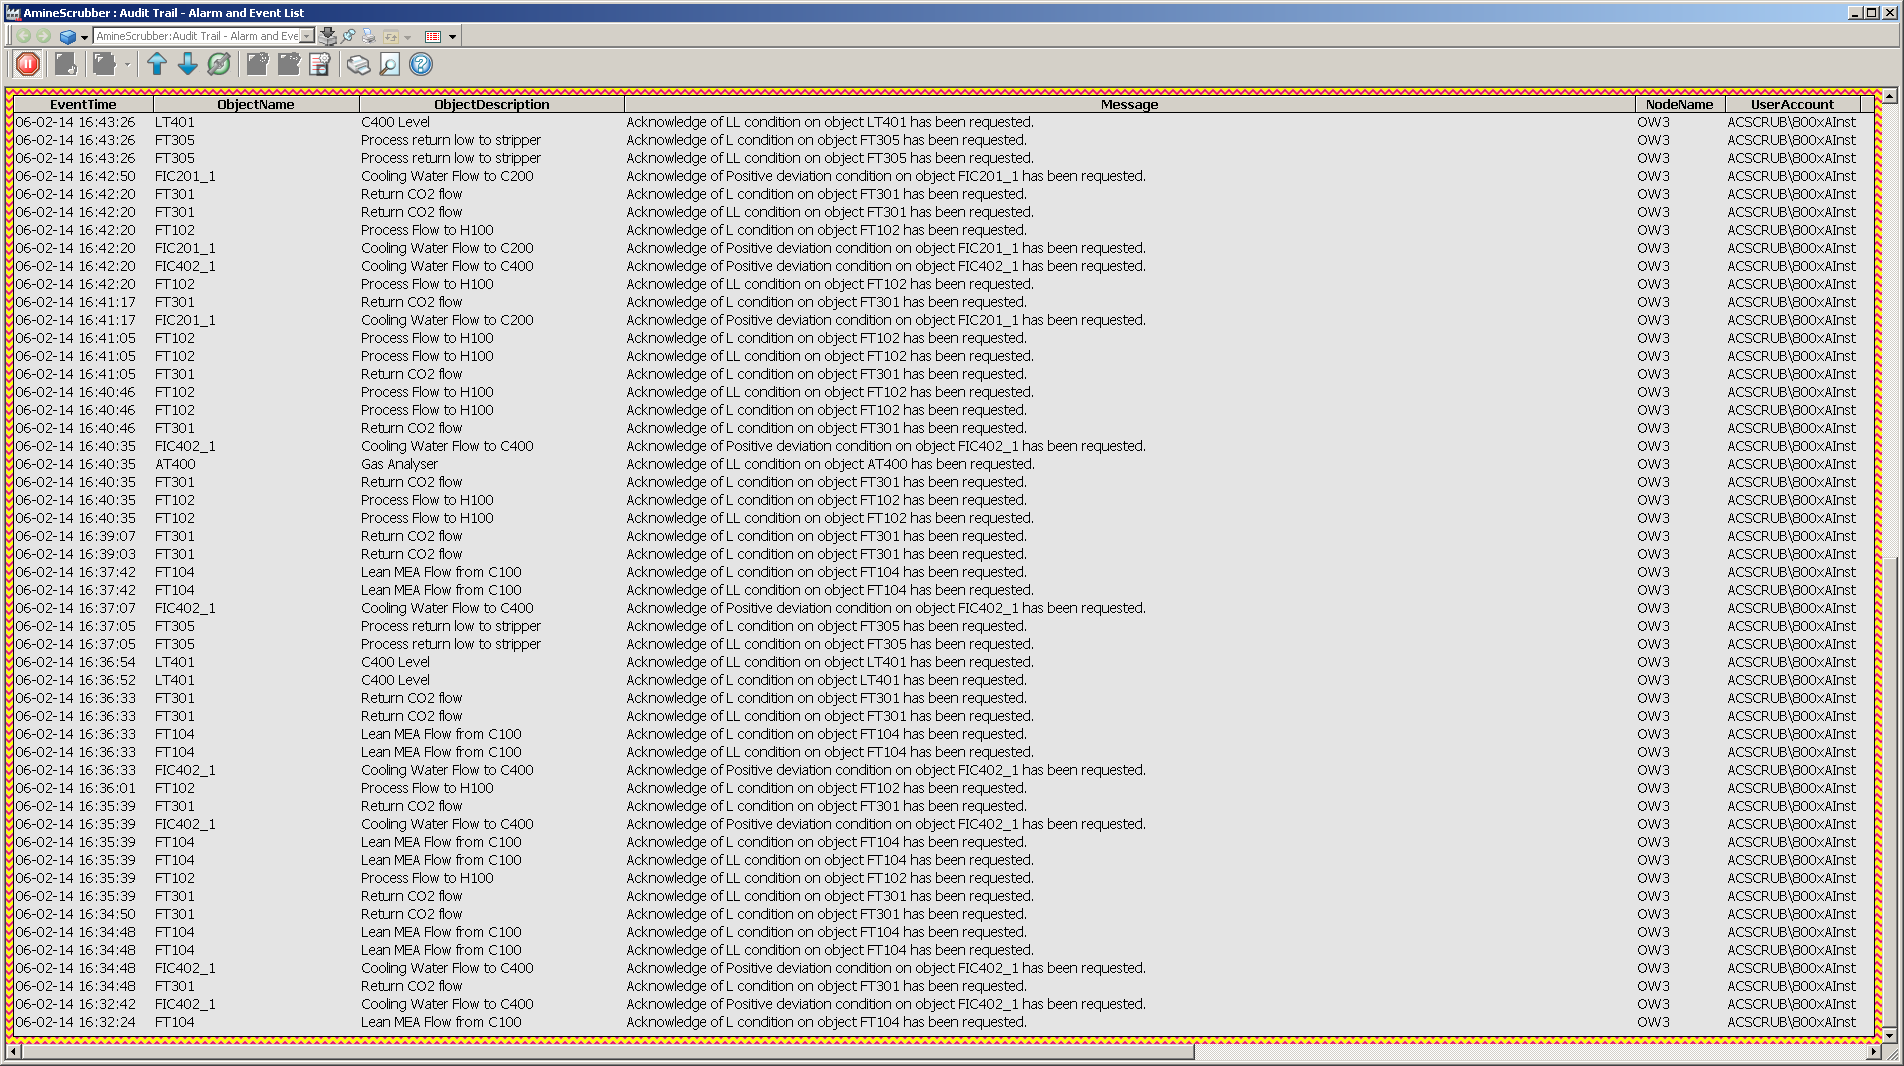 AmineScrubber : Audit Trail - Alarm and Event List
AmineScrubber:Audit Trail - Alarm and Eve
EventTime ObjectName ObjectDescription Message NodeName UserAccount
06-02-14 16:43:26 LT401 C400 Level Acknowledge of LL condition on object LT401 has been requested. OW3 ACSCRUB\800xAInst
06-02-14 16:43:26 FT305 Process return low to stripper Acknowledge of L condition on object FT305 has been requested. OW3 ACSCRUB\800xAInst
06-02-14 16:43:26 FT305 Process return low to stripper Acknowledge of LL condition on object FT305 has been requested. OW3 ACSCRUB\800xAInst
06-02-14 16:42:50 FIC201_1 Cooling Water Flow to C200 Acknowledge of Positive deviation condition on object FIC201_1 has been requested. OW3 ACSCRUB\800xAInst
06-02-14 16:42:20 FT301 Return CO2 flow Acknowledge of L condition on object FT301 has been requested. OW3 ACSCRUB\800xAInst
06-02-14 16:42:20 FT301 Return CO2 flow Acknowledge of LL condition on object FT301 has been requested. OW3 ACSCRUB\800xAInst
06-02-14 16:42:20 FT102 Process Flow to H100 Acknowledge of L condition on object FT102 has been requested. OW3 ACSCRUB\800xAInst
06-02-14 16:42:20 FIC201_1 Cooling Water Flow to C200 Acknowledge of Positive deviation condition on object FIC201_1 has been requested. OW3 ACSCRUB\800xAInst
06-02-14 16:42:20 FIC402_1 Cooling Water Flow to C400 Acknowledge of Positive deviation condition on object FIC402_1 has been requested. OW3 ACSCRUB\800xAInst
06-02-14 16:42:20 FT102 Process Flow to H100 Acknowledge of LL condition on object FT102 has been requested. OW3 ACSCRUB\800xAInst
06-02-14 16:41:17 FT301 Return CO2 flow Acknowledge of L condition on object FT301 has been requested. OW3 ACSCRUB\800xAInst
06-02-14 16:41:17 FIC201_1 Cooling Water Flow to C200 Acknowledge of Positive deviation condition on object FIC201_1 has been requested. OW3 ACSCRUB\800xAInst
06-02-14 16:41:05 FT102 Process Flow to H100 Acknowledge of L condition on object FT102 has been requested. OW3 ACSCRUB\800xAInst
06-02-14 16:41:05 FT102 Process Flow to H100 Acknowledge of LL condition on object FT102 has been requested. OW3 ACSCRUB\800xAInst
06-02-14 16:41:05 FT301 Return CO2 flow Acknowledge of L condition on object FT301 has been requested. OW3 ACSCRUB\800xAInst
06-02-14 16:40:46 FT102 Process Flow to H100 Acknowledge of LL condition on object FT102 has been requested. OW3 ACSCRUB\800xAInst
06-02-14 16:40:46 FT102 Process Flow to H100 Acknowledge of L condition on object FT102 has been requested. OW3 ACSCRUB\800xAInst
06-02-14 16:40:46 FT301 Return CO2 flow Acknowledge of L condition on object FT301 has been requested. OW3 ACSCRUB\800xAInst
06-02-14 16:40:35 FIC402_1 Cooling Water Flow to C400 Acknowledge of Positive deviation condition on object FIC402_1 has been requested. OW3 ACSCRUB\800xAInst
06-02-14 16:40:35 AT400 Gas Analyser Acknowledge of LL condition on object AT400 has been requested. OW3 ACSCRUB\800xAInst
06-02-14 16:40:35 FT301 Return CO2 flow Acknowledge of L condition on object FT301 has been requested. OW3 ACSCRUB\800xAInst
06-02-14 16:40:35 FT102 Process Flow to H100 Acknowledge of L condition on object FT102 has been requested. OW3 ACSCRUB\800xAInst
06-02-14 16:40:35 FT102 Process Flow to H100 Acknowledge of LL condition on object FT102 has been requested. OW3 ACSCRUB\800xAInst
06-02-14 16:39:07 FT301 Return CO2 flow Acknowledge of L condition on object FT301 has been requested. OW3 ACSCRUB\800xAInst
06-02-14 16:39:03 FT301 Return CO2 flow Acknowledge of L condition on object FT301 has been requested. OW3 ACSCRUB\800xAInst
06-02-14 16:37:42 FT104 Lean MEA Flow from C100 Acknowledge of L condition on object FT104 has been requested. OW3 ACSCRUB\800xAInst
06-02-14 16:37:42 FT104 Lean MEA Flow from C100 Acknowledge of LL condition on object FT104 has been requested. OW3 ACSCRUB\800xAInst
06-02-14 16:37:07 FIC402_1 Cooling Water Flow to C400 Acknowledge of Positive deviation condition on object FIC402_1 has been requested. OW3 ACSCRUB\800xAInst
06-02-14 16:37:05 FT305 Process return low to stripper Acknowledge of L condition on object FT305 has been requested. OW3 ACSCRUB\800xAInst
06-02-14 16:37:05 FT305 Process return low to stripper Acknowledge of LL condition on object FT305 has been requested. OW3 ACSCRUB\800xAInst
06-02-14 16:36:54 LT401 C400 Level Acknowledge of LL condition on object LT401 has been requested. OW3 ACSCRUB\800xAInst
06-02-14 16:36:52 LT401 C400 Level Acknowledge of L condition on object LT401 has been requested. OW3 ACSCRUB\800xAInst
06-02-14 16:36:33 FT301 Return CO2 flow Acknowledge of L condition on object FT301 has been requested. OW3 ACSCRUB\800xAInst
06-02-14 16:36:33 FT301 Return CO2 flow Acknowledge of LL condition on object FT301 has been requested. OW3 ACSCRUB\800xAInst
06-02-14 16:36:33 FT104 Lean MEA Flow from C100 Acknowledge of L condition on object FT104 has been requested. OW3 ACSCRUB\800xAInst
06-02-14 16:36:33 FT104 Lean MEA Flow from C100 Acknowledge of LL condition on object FT104 has been requested. OW3 ACSCRUB\800xAInst
06-02-14 16:36:33 FIC402_1 Cooling Water Flow to C400 Acknowledge of Positive deviation condition on object FIC402_1 has been requested. OW3 ACSCRUB\800xAInst
06-02-14 16:36:01 FT102 Process Flow to H100 Acknowledge of L condition on object FT102 has been requested. OW3 ACSCRUB\800xAInst
06-02-14 16:35:39 FT301 Return CO2 flow Acknowledge of L condition on object FT301 has been requested. OW3 ACSCRUB\800xAInst
06-02-14 16:35:39 FIC402_1 Cooling Water Flow to C400 Acknowledge of Positive deviation condition on object FIC402_1 has been requested. OW3 ACSCRUB\800xAInst
06-02-14 16:35:39 FT104 Lean MEA Flow from C100 Acknowledge of L condition on object FT104 has been requested. OW3 ACSCRUB\800xAInst
06-02-14 16:35:39 FT104 Lean MEA Flow from C100 Acknowledge of LL condition on object FT104 has been requested. OW3 ACSCRUB\800xAInst
06-02-14 16:35:39 FT102 Process Flow to H100 Acknowledge of L condition on object FT102 has been requested. OW3 ACSCRUB\800xAInst
06-02-14 16:35:39 FT301 Return CO2 flow Acknowledge of LL condition on object FT301 has been requested. OW3 ACSCRUB\800xAInst
06-02-14 16:34:50 FT301 Return CO2 flow Acknowledge of L condition on object FT301 has been requested. OW3 ACSCRUB\800xAInst
06-02-14 16:34:48 FT104 Lean MEA Flow from C100 Acknowledge of L condition on object FT104 has been requested. OW3 ACSCRUB\800xAInst
06-02-14 16:34:48 FT104 Lean MEA Flow from C100 Acknowledge of LL condition on object FT104 has been requested. OW3 ACSCRUB\800xAInst
06-02-14 16:34:48 FIC402_1 Cooling Water Flow to C400 Acknowledge of Positive deviation condition on object FIC402_1 has been requested. OW3 ACSCRUB\800xAInst
06-02-14 16:34:48 FT301 Return CO2 flow Acknowledge of L condition on object FT301 has been requested. OW3 ACSCRUB\800xAInst
06-02-14 16:32:42 FIC402_1 Cooling Water Flow to C400 Acknowledge of Positive deviation condition on object FIC402_1 has been requested. OW3 ACSCRUB\800xAInst
06-02-14 16:32:24 FT104 Lean MEA Flow from C100 Acknowledge of L condition on object FT104 has been requested. OW3 ACSCRUB\800xAInst